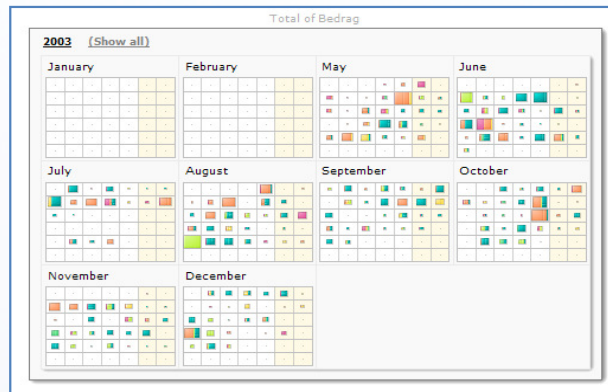 Total of Bedrag
2003 (Show all)
January February May June
July August September October
November December